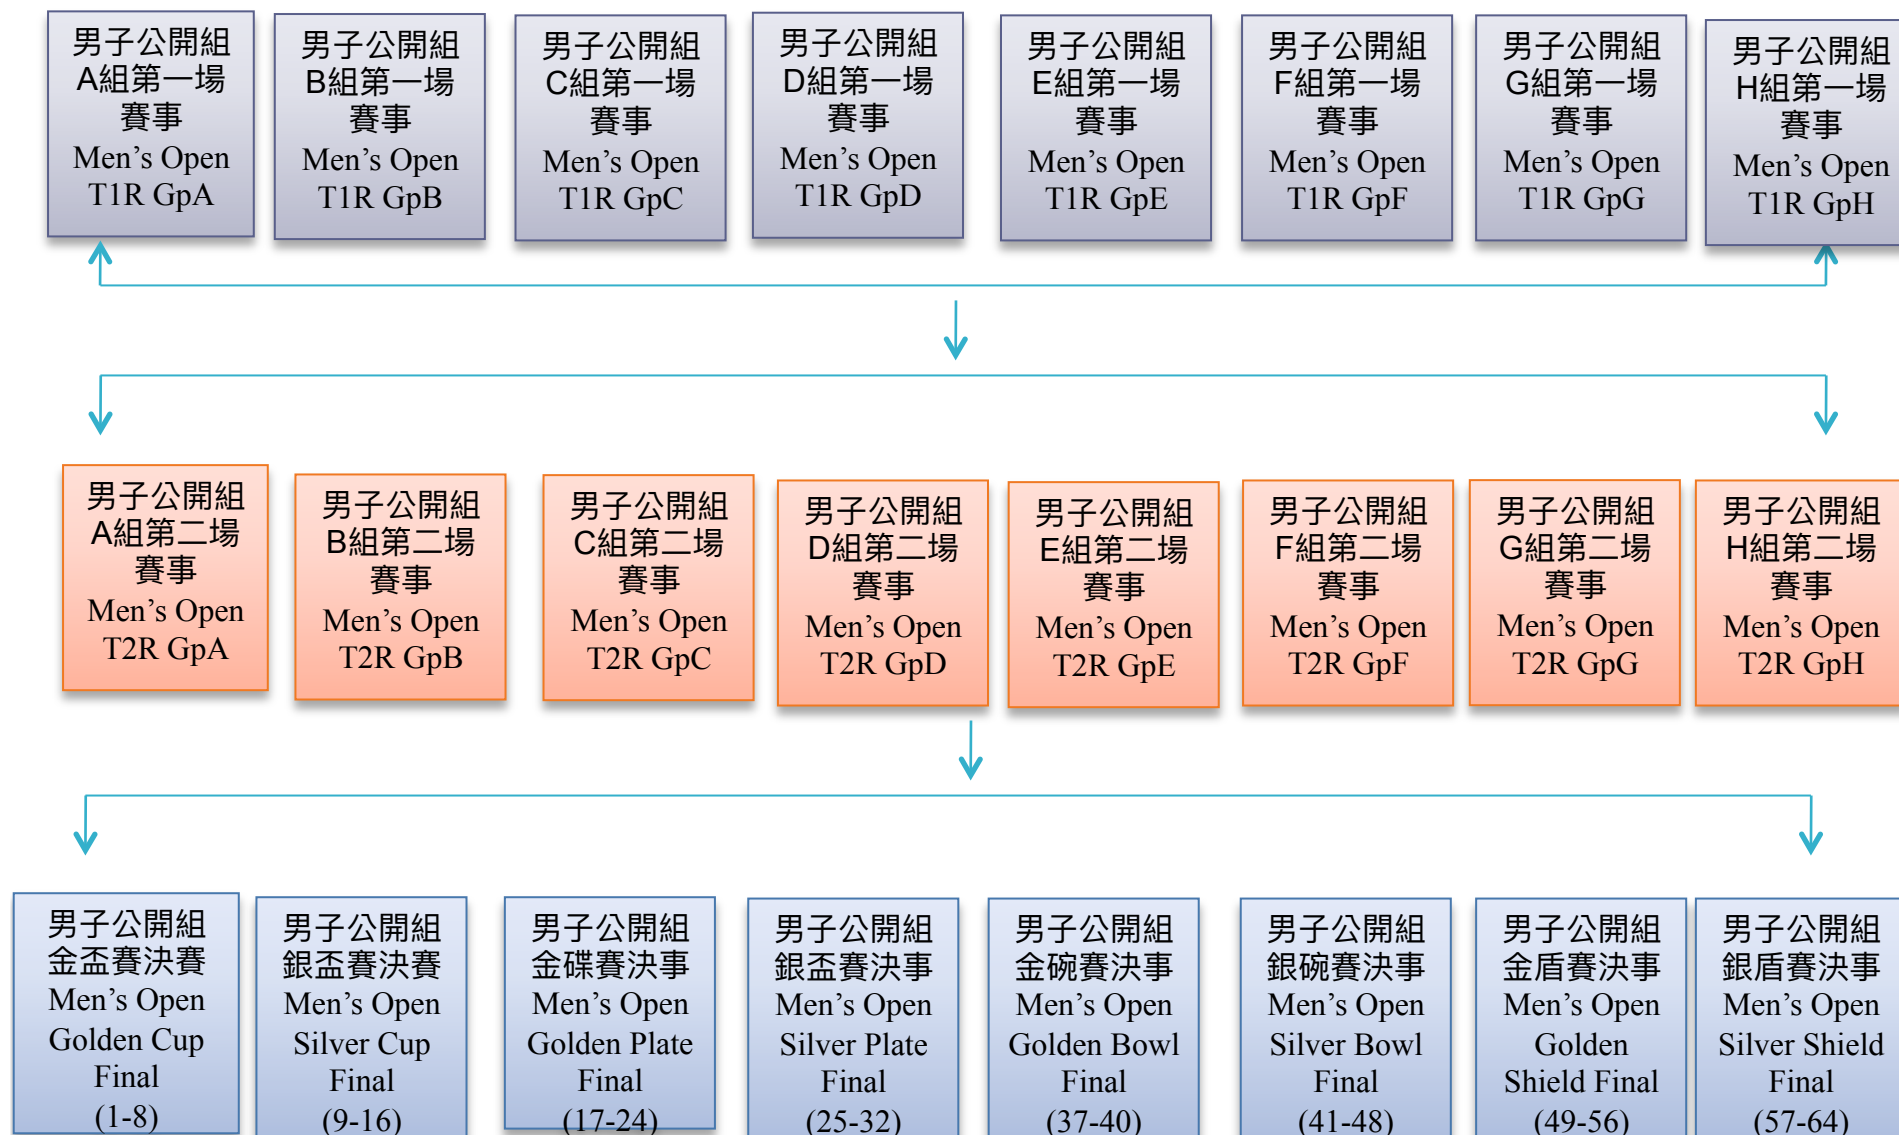 男子公開組
A組第一場
賽事
Men’s Open
T1R GpA
男子公開組
B組第一場
賽事
Men’s Open
T1R GpB
男子公開組
C組第一場
賽事
Men’s Open
T1R GpC
男子公開組
D組第一場
賽事
Men’s Open
T1R GpD
男子公開組
E組第一場
賽事
Men’s Open
T1R GpE
男子公開組
F組第一場
賽事
Men’s Open
T1R GpF
男子公開組
G組第一場
賽事
Men’s Open
T1R GpG
男子公開組
H組第一場
賽事
Men’s Open
T1R GpH
男子公開組
A組第二場
賽事
Men’s Open
T2R GpA
男子公開組
B組第二場
賽事
Men’s Open
T2R GpB
男子公開組
C組第二場
賽事
Men’s Open
T2R GpC
男子公開組
D組第二場
賽事
Men’s Open
T2R GpD
男子公開組
E組第二場
賽事
Men’s Open
T2R GpE
男子公開組
F組第二場
賽事
Men’s Open
T2R GpF
男子公開組
G組第二場
賽事
Men’s Open
T2R GpG
男子公開組
H組第二場
賽事
Men’s Open
T2R GpH
男子公開組
金盃賽決賽
Men’s Open
Golden Cup
Final
(1-8)
男子公開組
銀盃賽決賽
Men’s Open
Silver Cup
Final
(9-16)
男子公開組
金碟賽決事
Men’s Open
Golden Plate
Final
(17-24)
男子公開組
銀盃賽決事
Men’s Open
Silver Plate
Final
(25-32)
男子公開組
金碗賽決事
Men’s Open
Golden Bowl
Final
(37-40)
男子公開組
銀碗賽決事
Men’s Open
Silver Bowl
Final
(41-48)
男子公開組
金盾賽決事
Men’s Open
Golden
Shield Final
(49-56)
男子公開組
銀盾賽決事
Men’s Open
Silver Shield
Final
(57-64)